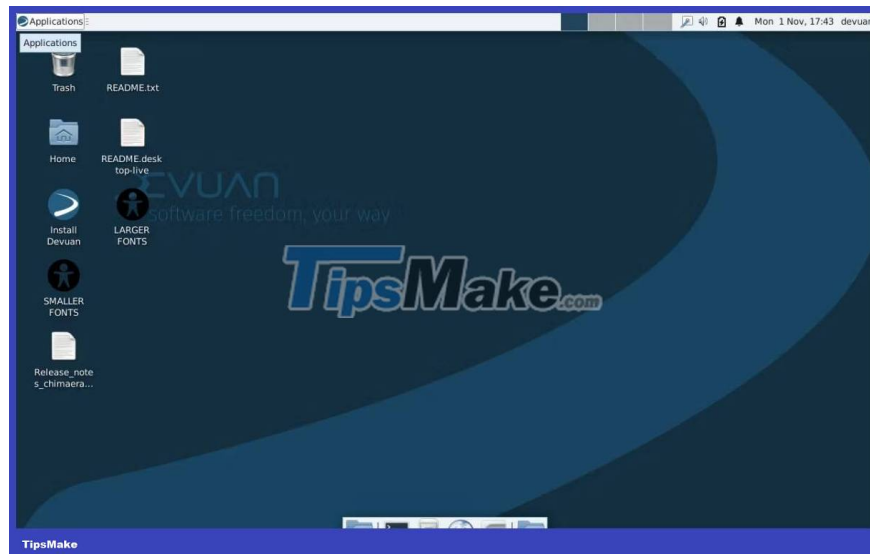 Applications
Mon 1 Nov, 17:43 devuan
Applications
Trash
README.txt
Home
README.desk
top-live
DEVUAN
software freedom, your way
Install
Devuan
LARGER
FONTS
TipsMake.com
SMALLER
FONTS
Release_note
s_chimaera...
TipsMake